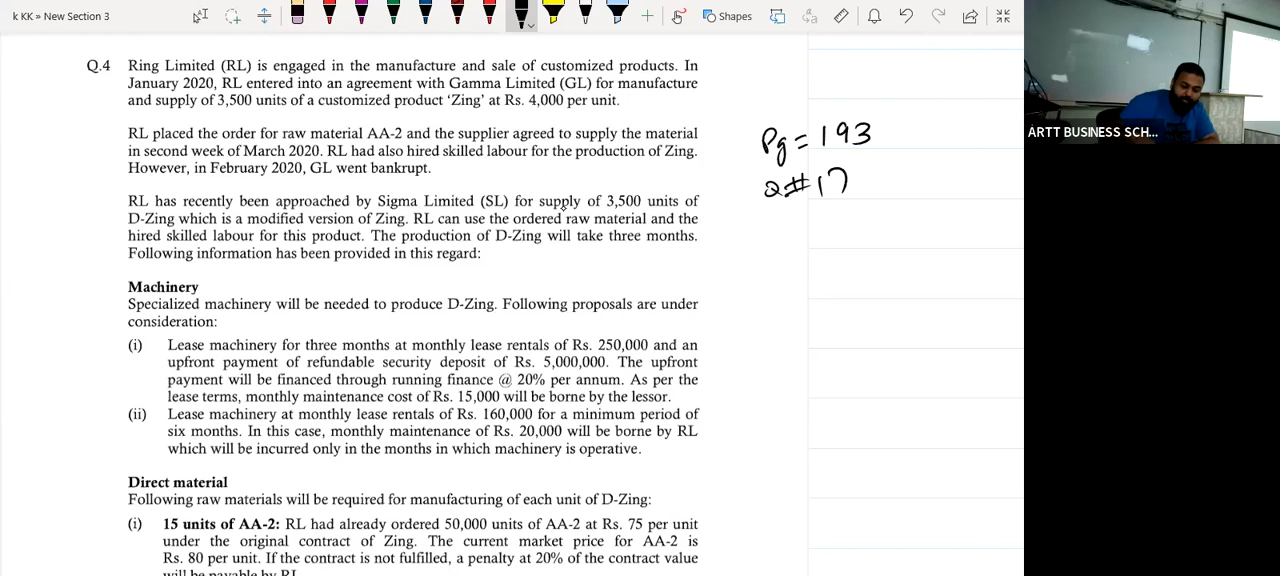 k KK » New Section 3
Shapes
Q.4 Ring Limited (RL) is engaged in the manufacture and sale of customized products. In
January 2020, RL entered into an agreement with Gamma Limited (GL) for manufacture
and supply of 3,500 units of a customized product ‘Zing’ at Rs. 4,000 per unit.
RL placed the order for raw material AA-2 and the supplier agreed to supply the material
in second week of March 2020. RL had also hired skilled labour for the production of Zing.
However, in February 2020, GL went bankrupt.
RL has recently been approached by Sigma Limited (SL) for supply of 3,500 units of
D-Zing which is a modified version of Zing. RL can use the ordered raw material and the
hired skilled labour for this product. The production of D-Zing will take three months.
Following information has been provided in this regard:
Machinery
Specialized machinery will be needed to produce D-Zing. Following proposals are under
consideration:
(i) Lease machinery for three months at monthly lease rentals of Rs. 250,000 and an
upfront payment of refundable security deposit of Rs. 5,000,000. The upfront
payment will be financed through running finance @ 20% per annum. As per the
lease terms, monthly maintenance cost of Rs. 15,000 will be borne by the lessor.
(ii) Lease machinery at monthly lease rentals of Rs. 160,000 for a minimum period of
six months. In this case, monthly maintenance of Rs. 20,000 will be borne by RL
which will be incurred only in the months in which machinery is operative.
Direct material
Following raw materials will be required for manufacturing of each unit of D-Zing:
(i) 15 units of AA-2: RL had already ordered 50,000 units of AA-2 at Rs. 75 per unit
under the original contract of Zing. The current market price for AA-2 is
Rs. 80 per unit. If the contract is not fulfilled, a penalty at 20% of the contract value
will be payable by RL
Pg = 193
Q# 17
ARTT BUSINESS SCH...